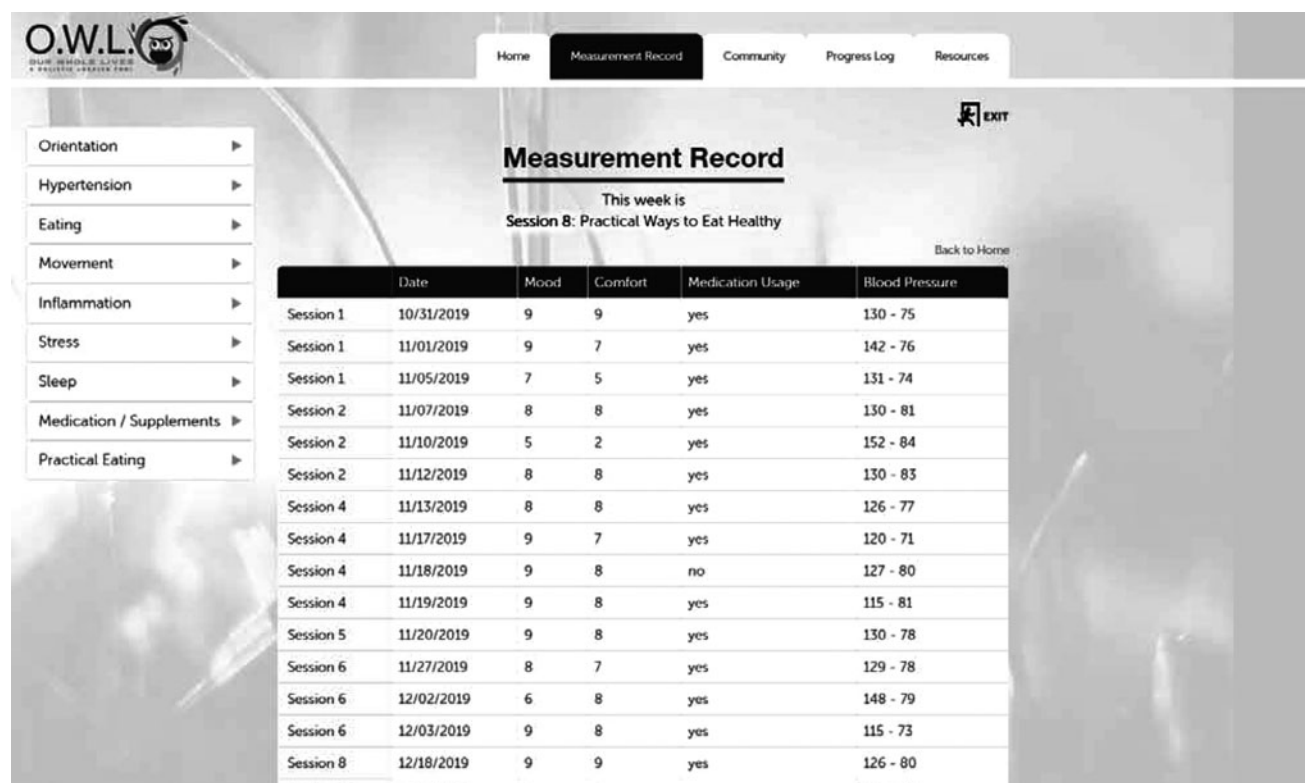 O.W.L.
OUR WHOLE LIVES
Home Measurement Record Community Progress Log Resources
EXIT
Orientation
Hypertension
Eating
Movement
Inflammation
Stress
Sleep
Medication / Supplements
Practical Eating
Measurement Record
This week is
Session 8: Practical Ways to Eat Healthy
Back to Home
Date Mood Comfort Medication Usage Blood Pressure
Session 1 10/31/2019 9 9 yes 130 - 75
Session 1 11/01/2019 9 7 yes 142 - 76
Session 1 11/05/2019 7 5 yes 131 - 74
Session 2 11/07/2019 8 8 yes 130 - 81
Session 2 11/10/2019 5 2 yes 152 - 84
Session 2 11/12/2019 8 8 yes 130 - 83
Session 4 11/13/2019 8 8 yes 126 - 77
Session 4 11/17/2019 9 7 yes 120 - 71
Session 4 11/18/2019 9 8 no 127 - 80
Session 4 11/19/2019 9 8 yes 115 - 81
Session 5 11/20/2019 9 8 yes 130 - 78
Session 6 11/27/2019 8 7 yes 129 - 78
Session 6 12/02/2019 6 8 yes 148 - 79
Session 6 12/03/2019 9 8 yes 115 - 73
Session 8 12/18/2019 9 9 yes 126 - 80